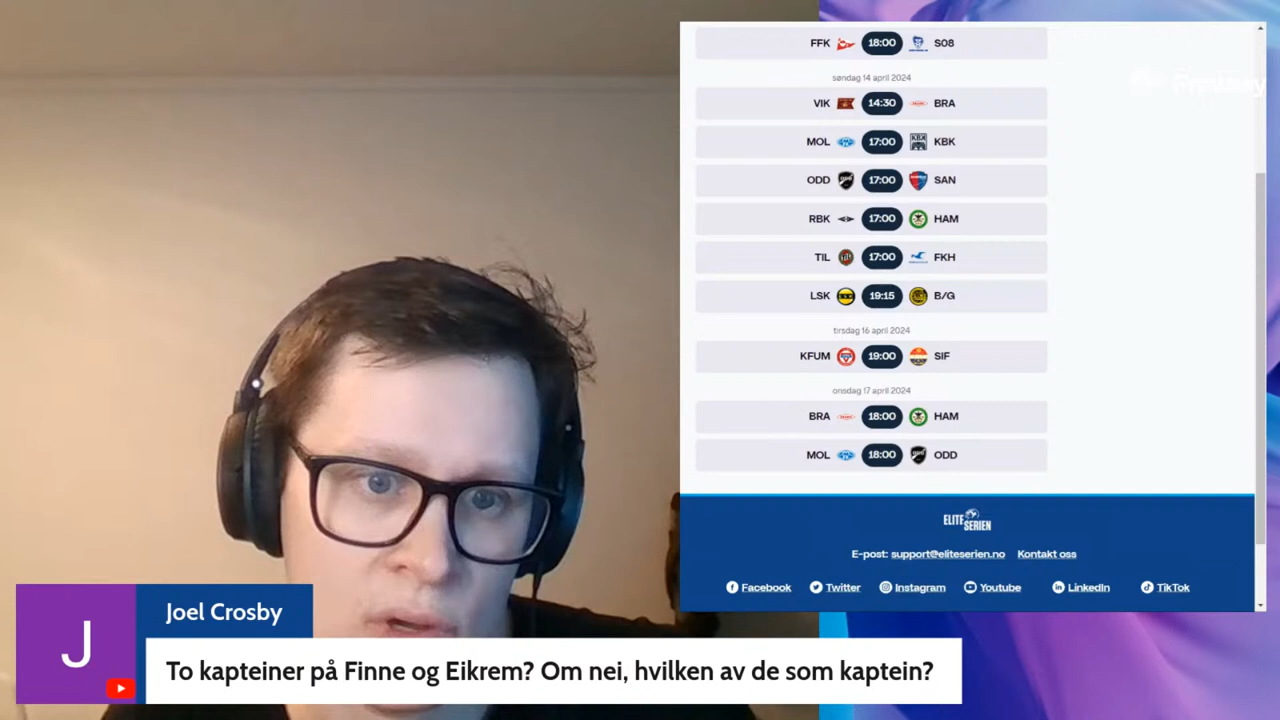 FFK 18:00 S08
søndag 14 april 2024
VIK 14:30 BRA
MOL 17:00 KBK
ODD 17:00 SAN
RBK 17:00 HAM
TIL 17:00 FKH
LSK 19:15 B/G
tirsdag 16 april 2024
KFUM 19:00 SIF
onsdag 17 april 2024
BRA 18:00 HAM
MOL 18:00 ODD
ELITE
SERIEN
E-post: support@eliteserien.no Kontakt oss
Facebook Twitter Instagram Youtube LinkedIn TikTok
J
Joel Crosby
To kapteiner på Finne og Eikrem? Om nei, hvilken av de som kaptein?